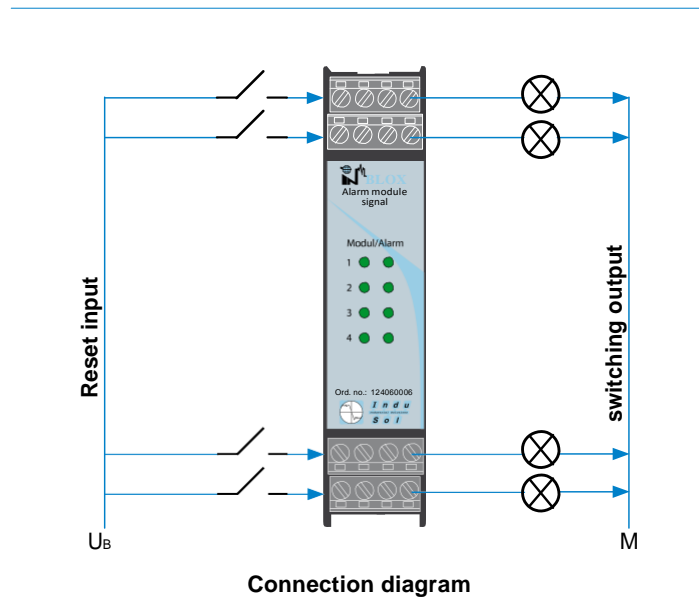 BLOX
Alarm module
signal
Modul/Alarm
1
2
3
4
Reset input
switching output
Ord. no.: 124060006
Indu
Sol
UB
M
Connection diagram